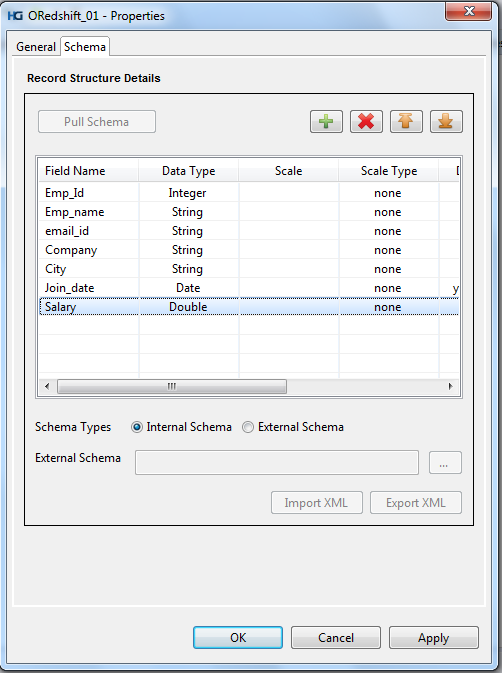 HG ORedshift_01 - Properties
General Schema
Record Structure Details
Pull Schema
Field Name Data Type Scale Scale Type D
Emp_Id Integer none
Emp_name String none
email_id String none
Company String none
City String none
Join_date Date none y
Salary Double none
Schema Types Internal Schema External Schema
External Schema ...
Import XML Export XML
OK Cancel Apply